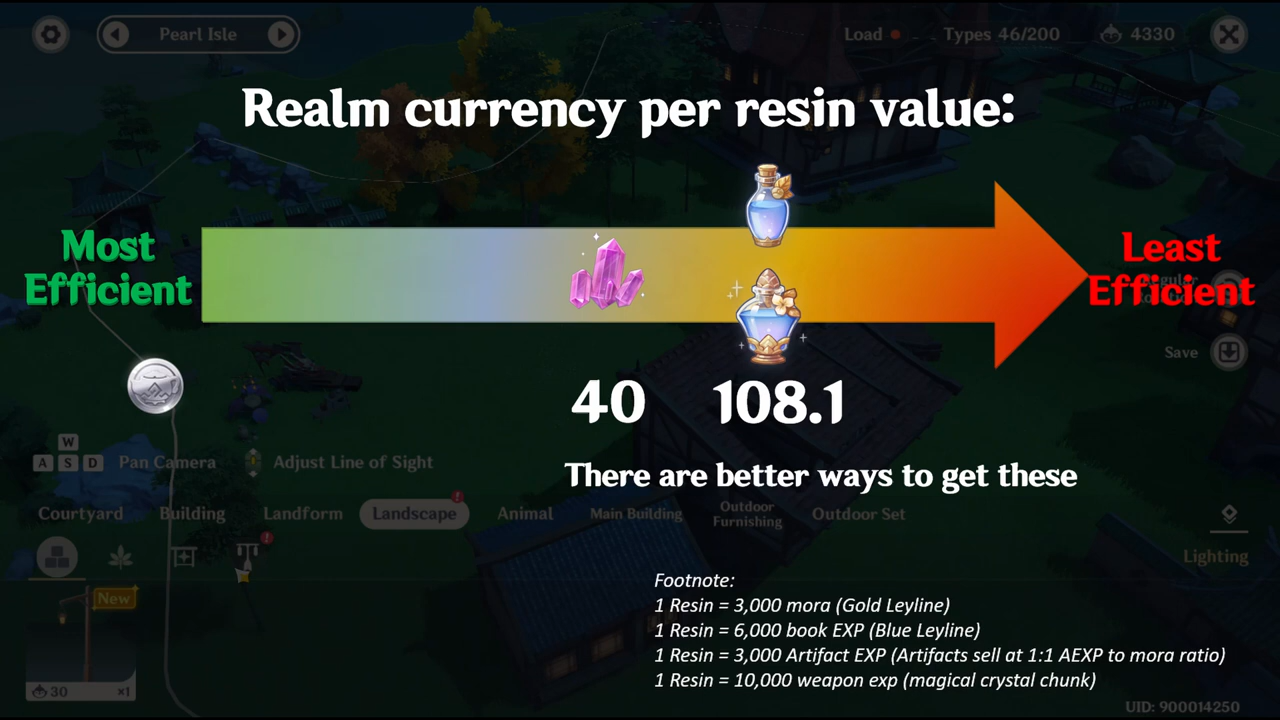 Pearl Isle
Load
Types 46/200
4330
Realm currency per resin value:
Most
Efficient
Least
Efficient
Save
40
108.1
There are better ways to get these
W
A S D
Pan Camera
Adjust Line of Sight
Courtyard
Building
Landform
Landscape
Animal
Main Building
Outdoor
Furnishing
Outdoor Set
Lighting
New
30
×1
Footnote:
1 Resin = 3,000 mora (Gold Leyline)
1 Resin = 6,000 book EXP (Blue Leyline)
1 Resin = 3,000 Artifact EXP (Artifacts sell at 1:1 AEXP to mora ratio)
1 Resin = 10,000 weapon exp (magical crystal chunk)
UID: 900014250